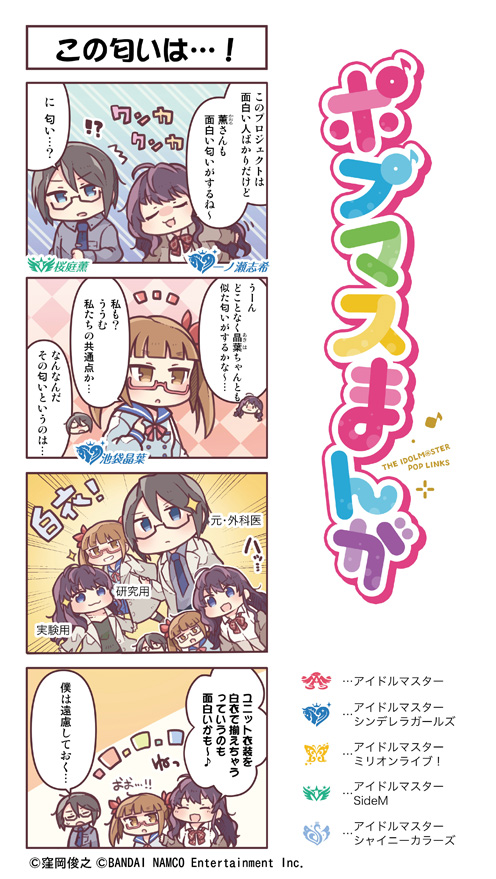 この匂いは…!
このプロジェクトは
面白い人ばかりだけど
薫さんも
かおる
面白い匂いがするね～
クンカ
クンカ
に 匂い…?
!?
桜庭薫
一ノ瀬志希
うーん
どことなく晶葉ちゃんとも
あきは
似た匂いがするかな～…
私も?
ううむ
私たちの共通点か…
なんなんだ
その匂いというのは…
池袋晶葉
白衣!
元・外科医
ハッ…
研究用
実験用
ユニット衣装を
白衣で揃えちゃう
っていうのも
面白いかも～♪
ねっ
おお…!!
僕は遠慮しておく…
ポプマスまんが
THE IDOLM@STER
POP LINKS
…アイドルマスター
…アイドルマスター
シンデレラガールズ
…アイドルマスター
ミリオンライブ!
…アイドルマスター
SideM
…アイドルマスター
シャイニーカラーズ
©窪岡俊之 ©BANDAI NAMCO Entertainment Inc.